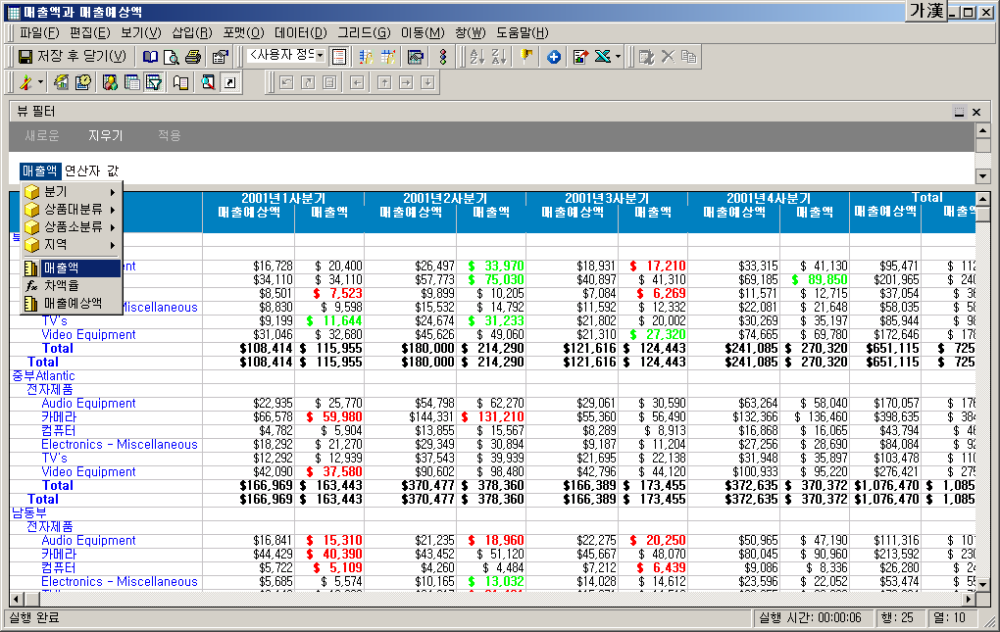 매출액과 매출예상액
가漢
파일(F) 편집(E) 보기(V) 삽입(R) 포맷(O) 데이터(D) 그리드(G) 이동(M) 창(W) 도움말(H)
저장 후 닫기(V) <사용자 정의
뷰 필터
새로운 지우기 적용
매출액 연산자 값
분기
상품대분류
상품소분류
지역
매출액
차액율
매출예상액
2001년1사분기 2001년2사분기 2001년3사분기 2001년4사분기 Total
매출예상액 매출액 매출예상액 매출액 매출예상액 매출액 매출예상액 매출액 매출예상액
ent $16,728 $ 20,400 $26,497 $ 33,970 $18,931 $ 17,210 $33,315 $ 41,130 $95,471 $ 112
$34,110 $ 34,110 $57,773 $ 75,030 $40,897 $ 41,310 $69,185 $ 89,850 $201,965 $ 240
$8,501 $ 7,523 $9,899 $ 10,205 $7,084 $ 6,269 $11,571 $ 12,715 $37,054
Miscellaneous $8,830 $ 9,598 $15,532 $ 14,792 $11,592 $ 12,332 $22,081 $ 21,648 $58,035
TV's $9,199 $ 11,644 $24,674 $ 31,233 $21,802 $ 20,002 $30,269 $ 35,197 $85,944
Video Equipment $31,046 $ 32,680 $45,626 $ 49,060 $21,310 $ 27,320 $74,665 $ 69,780 $172,646 $ 178
Total $108,414 $ 115,955 $180,000 $ 214,290 $121,616 $ 124,443 $241,085 $ 270,320 $651,115 $ 725
Total $108,414 $ 115,955 $180,000 $ 214,290 $121,616 $ 124,443 $241,085 $ 270,320 $651,115 $ 725
중부Atlantic
전자제품
Audio Equipment $22,935 $ 25,770 $54,798 $ 62,270 $29,061 $ 30,590 $63,264 $ 58,040 $170,057 $ 176
카메라 $66,578 $ 59,980 $144,331 $ 131,210 $55,360 $ 56,490 $132,366 $ 136,460 $398,635 $ 384
컴퓨터 $4,782 $ 5,904 $13,855 $ 15,567 $8,289 $ 8,913 $16,868 $ 16,065 $43,794
Electronics - Miscellaneous $18,292 $ 21,270 $29,349 $ 30,894 $9,187 $ 11,204 $27,256 $ 28,690 $84,084
TV's $12,292 $ 12,939 $37,543 $ 39,939 $21,695 $ 22,138 $31,948 $ 35,897 $103,478 $ 110
Video Equipment $42,090 $ 37,580 $90,602 $ 98,480 $42,796 $ 44,120 $100,933 $ 95,220 $276,421 $ 275
Total $166,969 $ 163,443 $370,477 $ 378,360 $166,389 $ 173,455 $372,635 $ 370,372 $1,076,470 $ 1,085
Total $166,969 $ 163,443 $370,477 $ 378,360 $166,389 $ 173,455 $372,635 $ 370,372 $1,076,470 $ 1,085
남동부
전자제품
Audio Equipment $16,841 $ 15,310 $21,235 $ 18,960 $22,275 $ 20,250 $50,965 $ 47,190 $111,316 $ 101
카메라 $44,429 $ 40,390 $43,452 $ 51,120 $45,667 $ 48,070 $80,045 $ 90,960 $213,592 $ 230
컴퓨터 $5,722 $ 5,109 $4,260 $ 4,484 $7,212 $ 6,439 $9,086 $ 8,336 $26,280
Electronics - Miscellaneous $5,685 $ 5,574 $10,165 $ 13,032 $14,028 $ 14,612 $23,596 $ 22,052 $53,474
실행 완료 실행 시간: 00:00:06 행: 25 열: 10